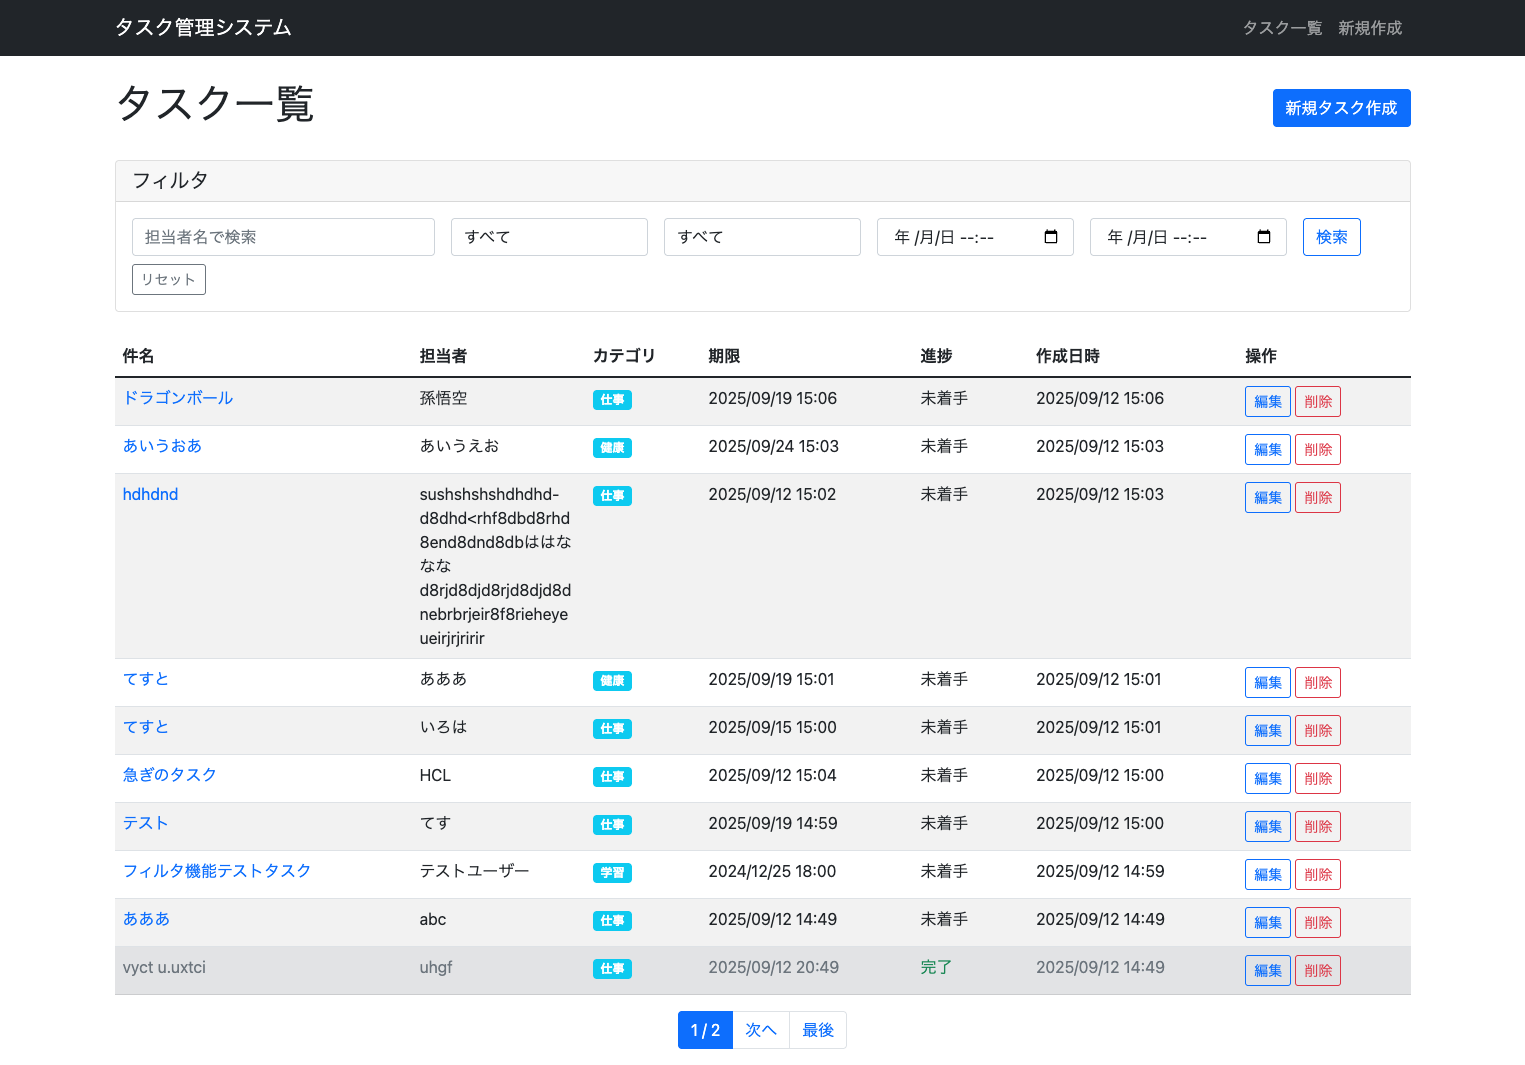 タスク管理システム タスク一覧 新規作成
タスク一覧 新規タスク作成
フィルタ
担当者名で検索 すべて すべて 年 /月/日 --:-- 年 /月/日 --:-- 検索
リセット
件名 担当者 カテゴリ 期限 進捗 作成日時 操作
ドラゴンボール 孫悟空 仕事 2025/09/19 15:06 未着手 2025/09/12 15:06 編集 削除
あいうおあ あいうえお 健康 2025/09/24 15:03 未着手 2025/09/12 15:03 編集 削除
hdhdnd sushshshshdhdhd- 仕事 2025/09/12 15:02 未着手 2025/09/12 15:03 編集 削除
d8dhd<rhf8dbd8rhd
8end8dnd8dbははな
なな
d8rjd8djd8rjd8djd8d
nebrbrjeir8f8rieheye
ueirjrjrjririr
てすと あああ 健康 2025/09/19 15:01 未着手 2025/09/12 15:01 編集 削除
てすと いろは 仕事 2025/09/15 15:00 未着手 2025/09/12 15:01 編集 削除
急ぎのタスク HCL 仕事 2025/09/12 15:04 未着手 2025/09/12 15:00 編集 削除
テスト てす 仕事 2025/09/19 14:59 未着手 2025/09/12 15:00 編集 削除
フィルタ機能テストタスク テストユーザー 学習 2024/12/25 18:00 未着手 2025/09/12 14:59 編集 削除
あああ abc 仕事 2025/09/12 14:49 未着手 2025/09/12 14:49 編集 削除
vyct u.uxtci uhgf 仕事 2025/09/12 20:49 完了 2025/09/12 14:49 編集 削除
1 / 2 次へ 最後